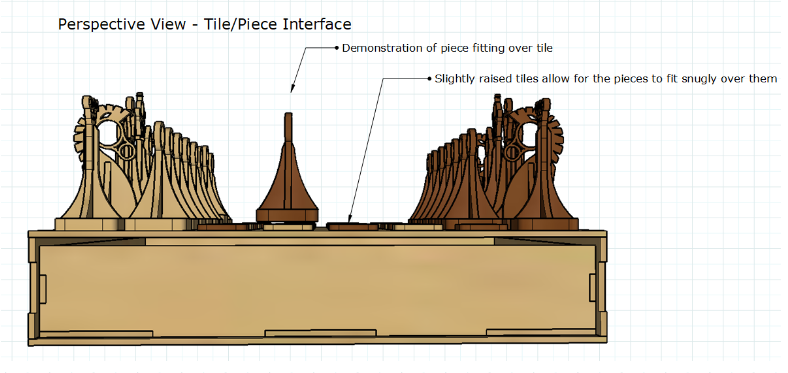 Perspective View - Tile/Piece Interface
Demonstration of piece fitting over tile
Slightly raised tiles allow for the pieces to fit snugly over them